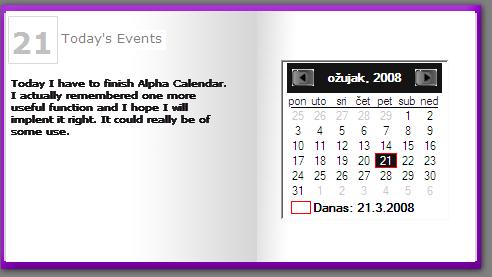 21 Today's Events
Today I have to finish Alpha Calendar.
I actually remembered one more
useful function and I hope I will
implent it right. It could really be of
some use.
ožujak, 2008
pon uto sri čet pet sub ned
25 26 27 28 29 1 2
3 4 5 6 7 8 9
10 11 12 13 14 15 16
17 18 19 20 21 22 23
24 25 26 27 28 29 30
31 1 2 3 4 5 6
Danas: 21.3.2008